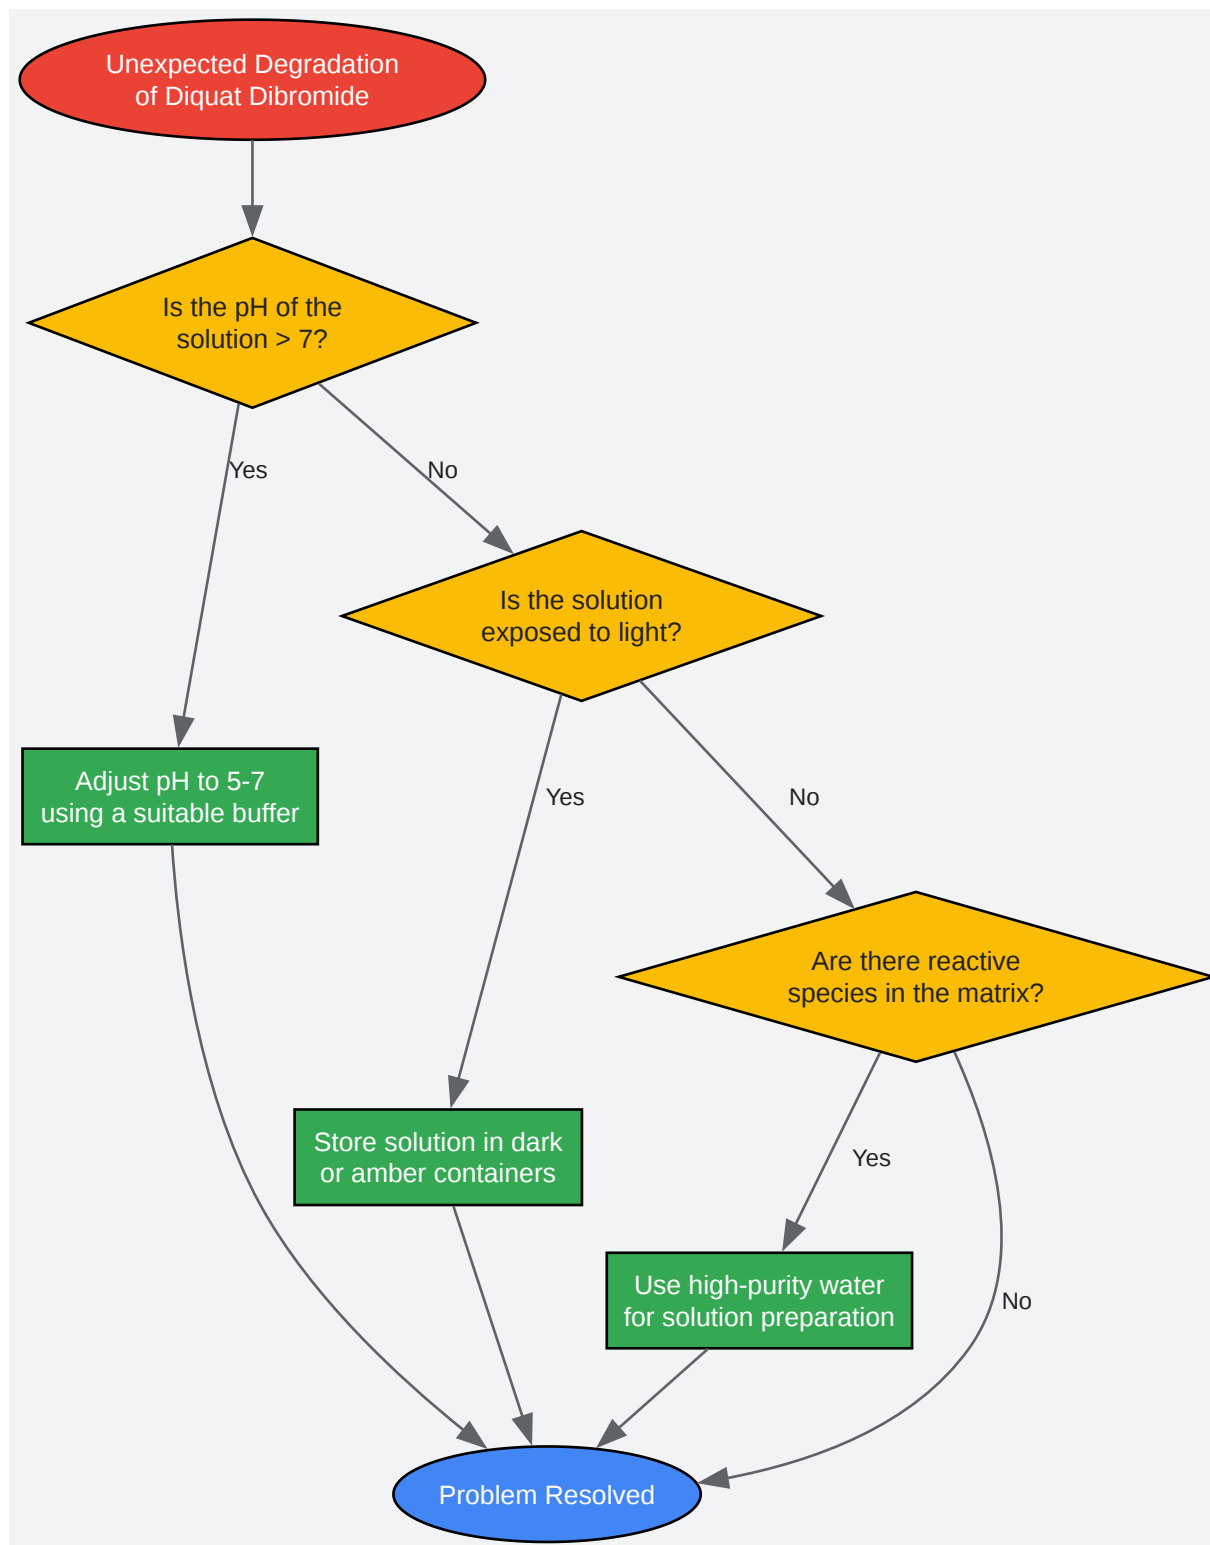 Unexpected Degradation
of Diquat Dibromide
Is the pH of the
solution > 7?
Yes
No
Is the solution
exposed to light?
Adjust pH to 5-7
using a suitable buffer
Yes
No
Are there reactive
species in the matrix?
Store solution in dark
or amber containers
Yes
Use high-purity water
for solution preparation
No
Problem Resolved